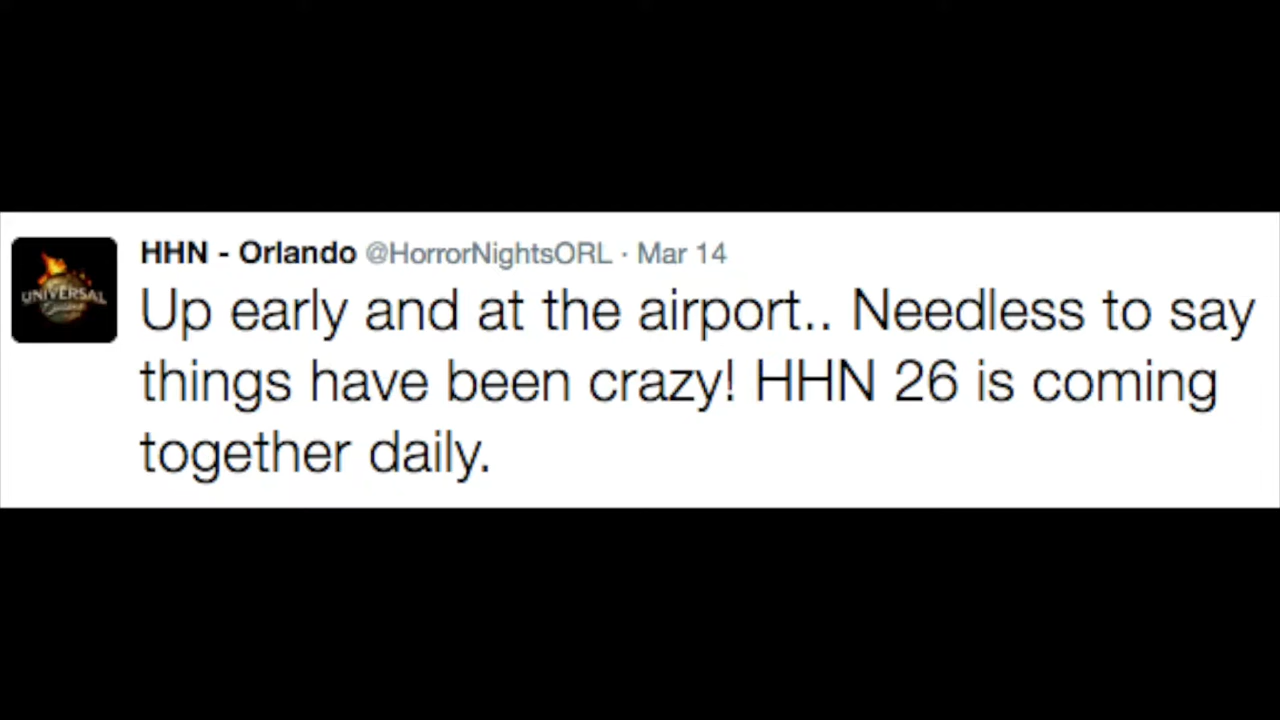 HHN - Orlando @HorrorNightsORL · Mar 14
Up early and at the airport.. Needless to say
things have been crazy! HHN 26 is coming
together daily.
UNIVERSAL